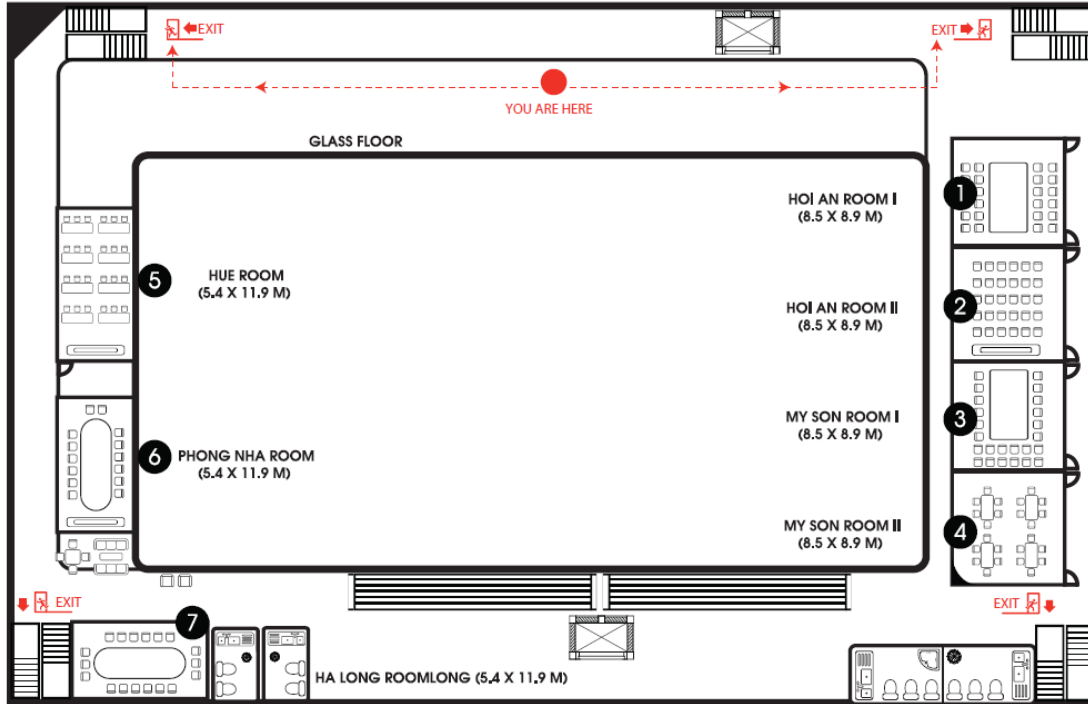 EXIT
EXIT
YOU ARE HERE
GLASS FLOOR
1
HOI AN ROOM I
(8.5 X 8.9 M)
5
HUE ROOM
(5.4 X 11.9 M)
2
HOI AN ROOM II
(8.5 X 8.9 M)
3
MY SON ROOM I
(8.5 X 8.9 M)
6
PHONG NHA ROOM
(5.4 X 11.9 M)
4
MY SON ROOM II
(8.5 X 8.9 M)
EXIT
EXIT
7
HA LONG ROOMLONG (5.4 X 11.9 M)